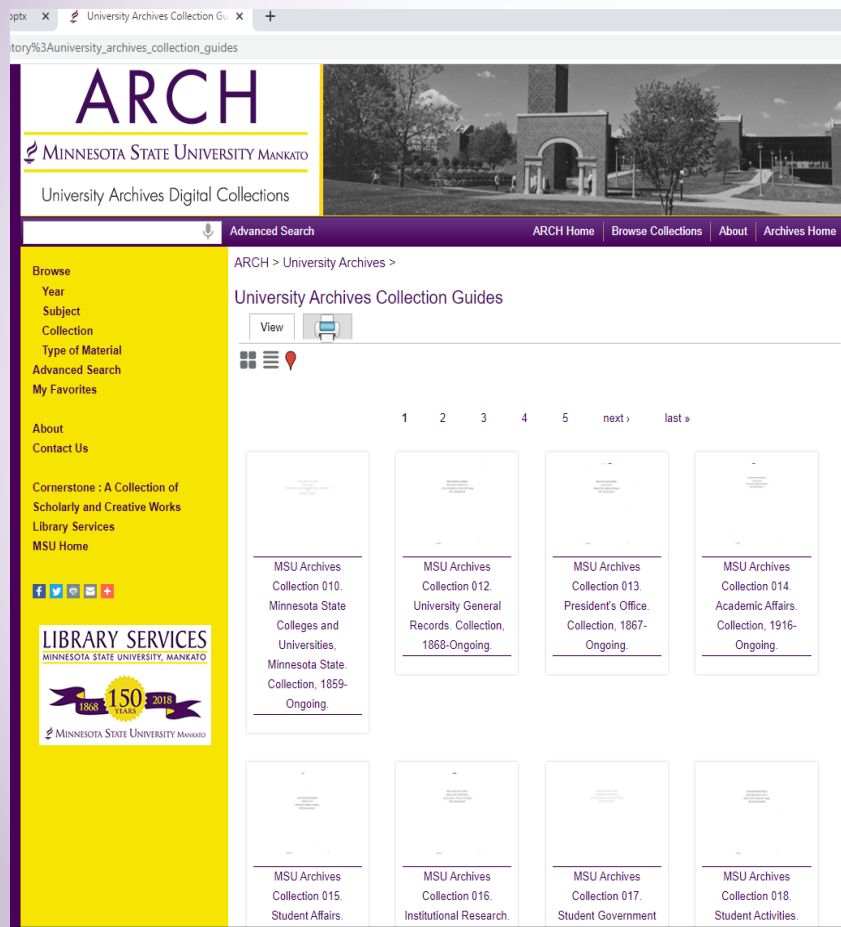 optx
University Archives Collection Gu
tory%3Auniversity_archives_collection_guides
ARCH
MINNESOTA STATE UNIVERSITY MANKATO
University Archives Digital Collections
Advanced Search
ARCH Home
Browse Collections
About
Archives Home
Browse
Year
Subject
Collection
Type of Material
Advanced Search
My Favorites
About
Contact Us
Cornerstone : A Collection of
Scholarly and Creative Works
Library Services
MSU Home
LIBRARY SERVICES
MINNESOTA STATE UNIVERSITY, MANKATO
1868 150 2018
YEARS
MINNESOTA STATE UNIVERSITY MANKATO
ARCH > University Archives >
University Archives Collection Guides
View
1 2 3 4 5 next › last »
MSU Archives
Collection 010.
Minnesota State
Colleges and
Universities,
Minnesota State.
Collection, 1859-
Ongoing.
MSU Archives
Collection 012.
University General
Records. Collection,
1868-Ongoing.
MSU Archives
Collection 013.
President's Office.
Collection, 1867-
Ongoing.
MSU Archives
Collection 014.
Academic Affairs.
Collection, 1916-
Ongoing.
MSU Archives
Collection 015.
Student Affairs.
MSU Archives
Collection 016.
Institutional Research.
MSU Archives
Collection 017.
Student Government
MSU Archives
Collection 018.
Student Activities.